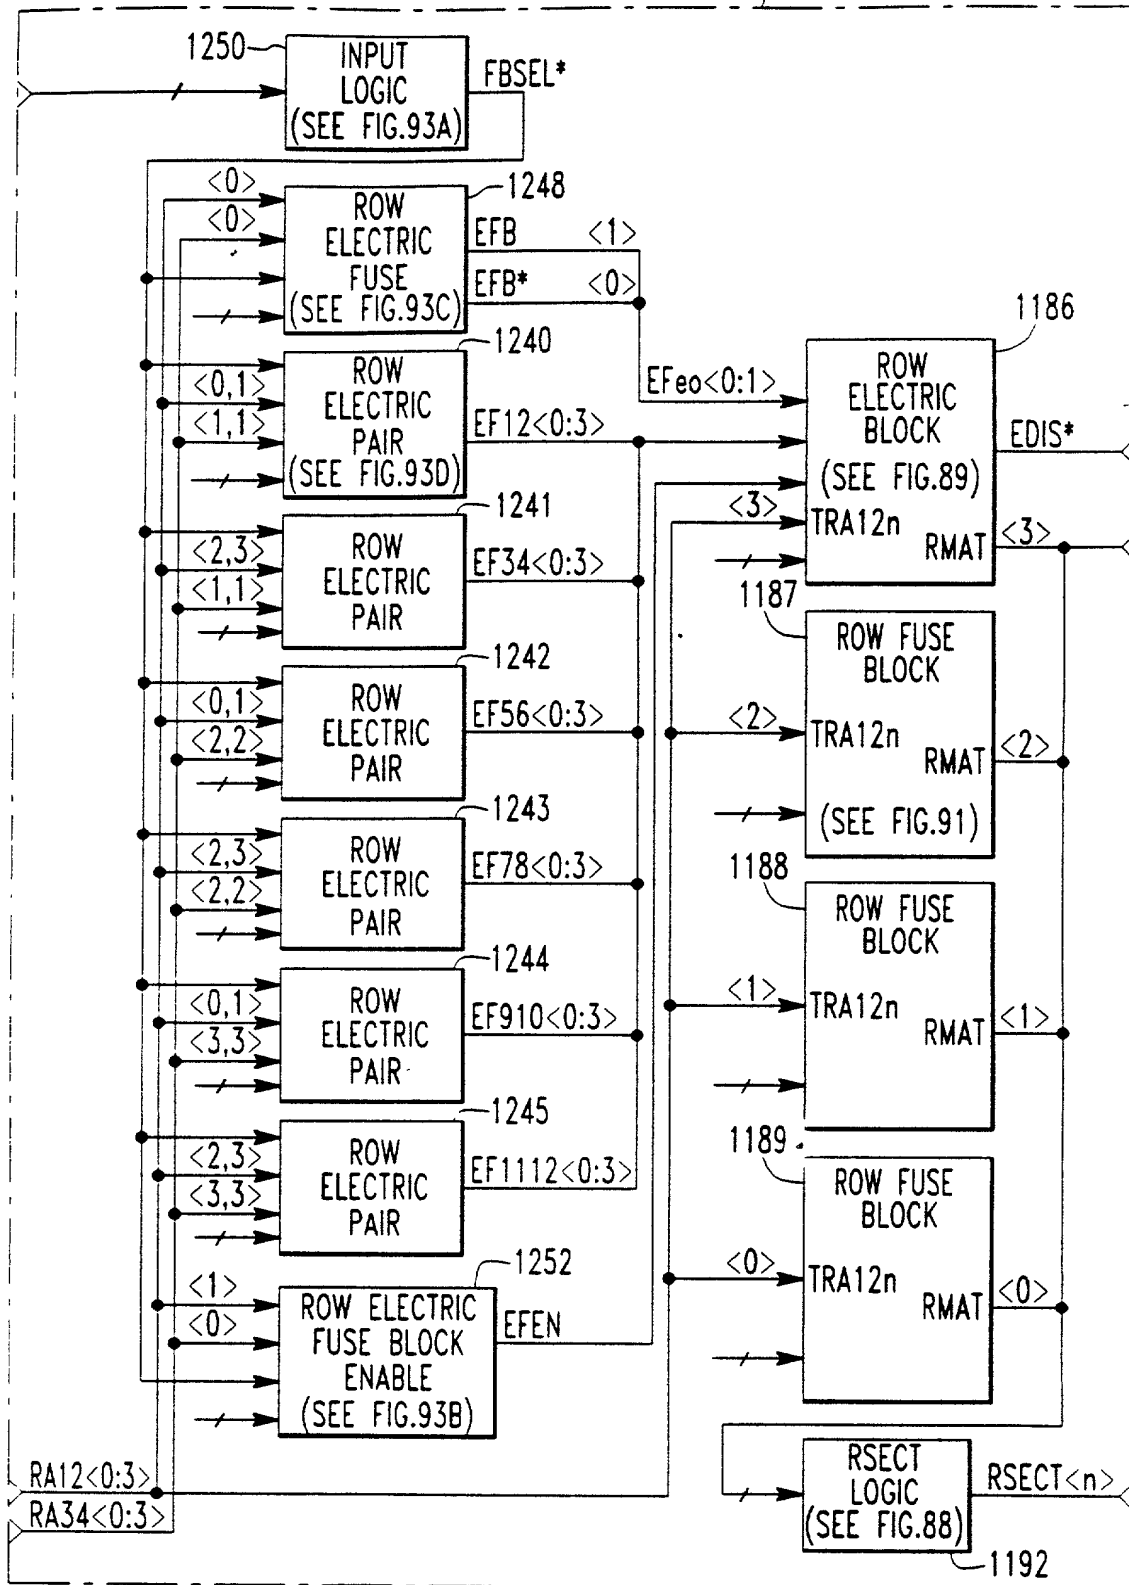 1250
INPUT
LOGIC
(SEE FIG.93A)
FBSEL*
<0>
<0>
ROW
ELECTRIC
FUSE
(SEE FIG.93C)
1248
EFB <1>
EFB* <0>
1240
<0,1>
<1,1>
ROW
ELECTRIC
PAIR
(SEE FIG.93D)
EF12<0:3>
1241
<2,3>
<1,1>
ROW
ELECTRIC
PAIR
EF34<0:3>
1242
<0,1>
<2,2>
ROW
ELECTRIC
PAIR
EF56<0:3>
1243
<2,3>
<2,2>
ROW
ELECTRIC
PAIR
EF78<0:3>
1244
<0,1>
<3,3>
ROW
ELECTRIC
PAIR
EF910<0:3>
1245
<2,3>
<3,3>
ROW
ELECTRIC
PAIR
EF1112<0:3>
1252
<1>
<0>
ROW ELECTRIC
FUSE BLOCK
ENABLE
(SEE FIG.93B)
EFEN
RA12<0:3>
RA34<0:3>
1186
EFeo<0:1>
ROW
ELECTRIC
BLOCK
(SEE FIG.89)
EDIS*
<3>
TRA12n
RMAT
<3>
1187
ROW FUSE
BLOCK
<2>
TRA12n
RMAT
<2>
(SEE FIG.91)
1188
ROW FUSE
BLOCK
<1>
TRA12n
RMAT
<1>
1189
ROW FUSE
BLOCK
<0>
TRA12n
RMAT
<0>
RSECT
LOGIC
(SEE FIG.88)
RSECT<n>
1192